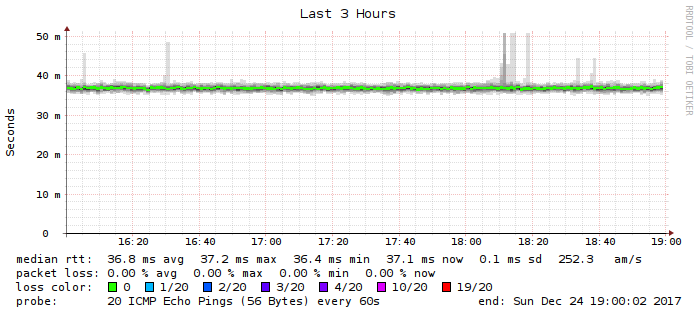 Last 3 Hours
RRDTOOL / TOBI OETIKER
Seconds
50 m
40 m
30 m
20 m
10 m
0
16:20 16:40 17:00 17:20 17:40 18:00 18:20 18:40 19:00
median rtt: 36.8 ms avg 37.2 ms max 36.4 ms min 37.1 ms now 0.1 ms sd 252.3 am/s
packet loss: 0.00 % avg 0.00 % max 0.00 % min 0.00 % now
loss color: 0 1/20 2/20 3/20 4/20 10/20 19/20
probe: 20 ICMP Echo Pings (56 Bytes) every 60s end: Sun Dec 24 19:00:02 2017